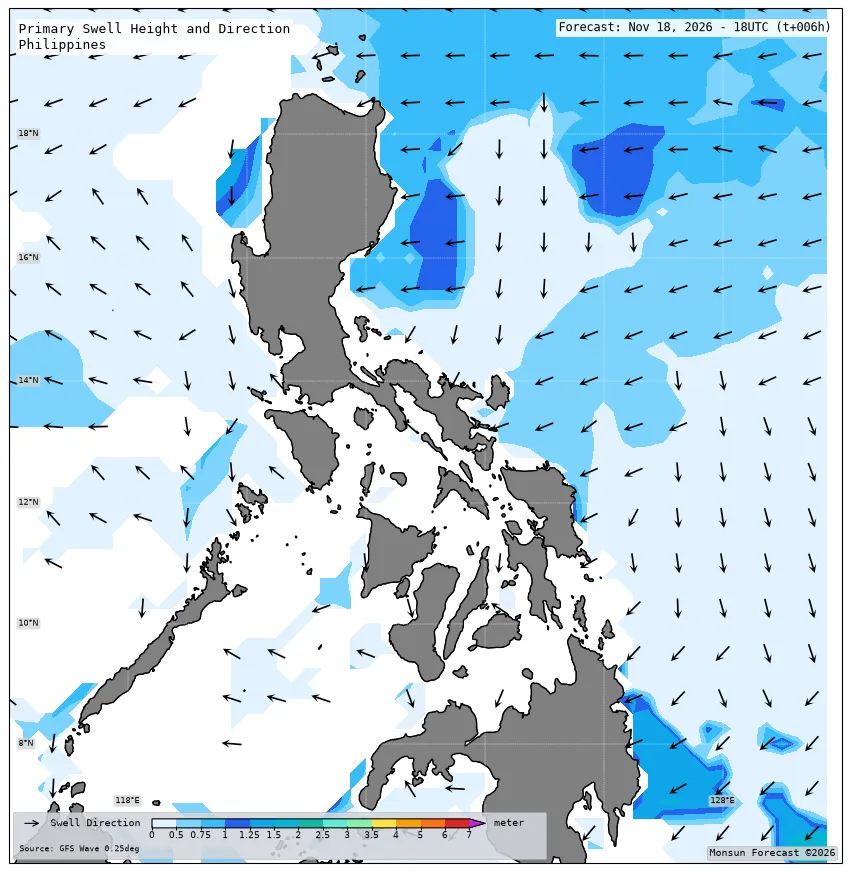 Primary Swell Height and Direction
Philippines
Forecast: Nov 18, 2026 - 18UTC (t+006h)
18°N
16°N
14°N
12°N
10°N
8°N
118°E
128°E
Swell Direction
0 0.5 0.75 1 1.25 1.5 2 2.5 3 3.5 4 5 6 7
meter
Source: GFS Wave 0.25deg
Monsun Forecast ©2026